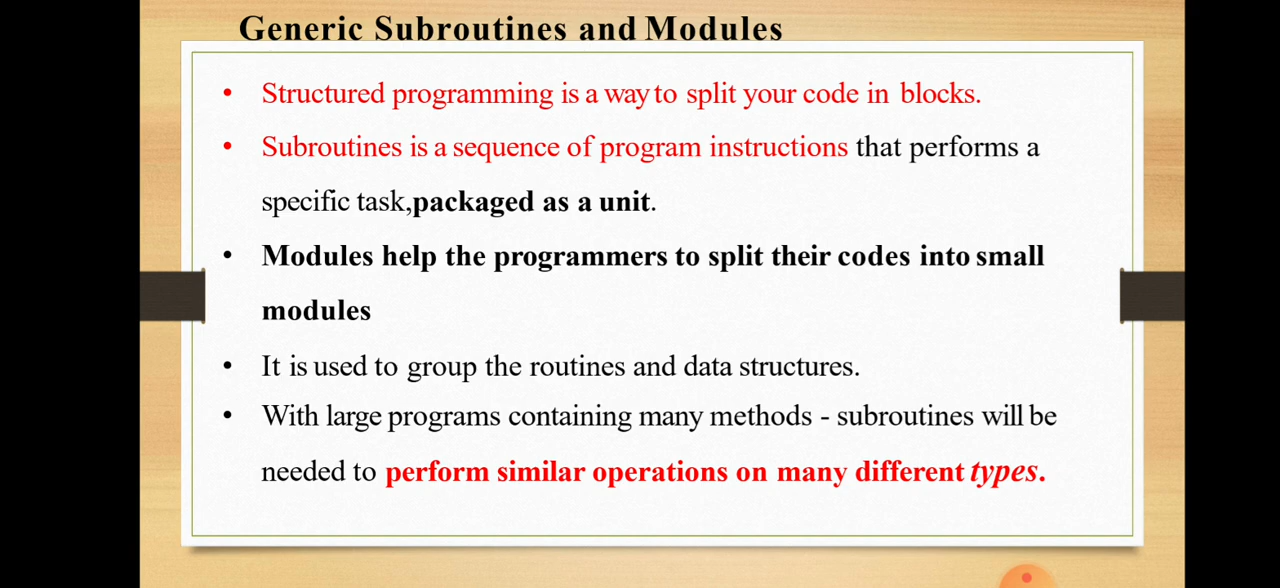 Generic Subroutines and Modules
• Structured programming is a way to split your code in blocks.
• Subroutines is a sequence of program instructions that performs a
specific task,packaged as a unit.
• Modules help the programmers to split their codes into small
modules
• It is used to group the routines and data structures.
• With large programs containing many methods - subroutines will be
needed to perform similar operations on many different types.